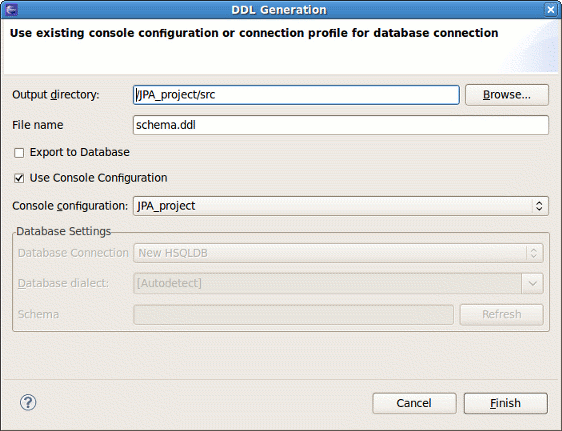 DDL Generation
Use existing console configuration or connection profile for database connection
Output directory: /JPA_project/src Browse...
File name schema.ddl
Export to Database
Use Console Configuration
Console configuration: JPA_project
Database Settings
Database Connection New HSQLDB
Database dialect: [Autodetect]
Schema Refresh
? Cancel Finish